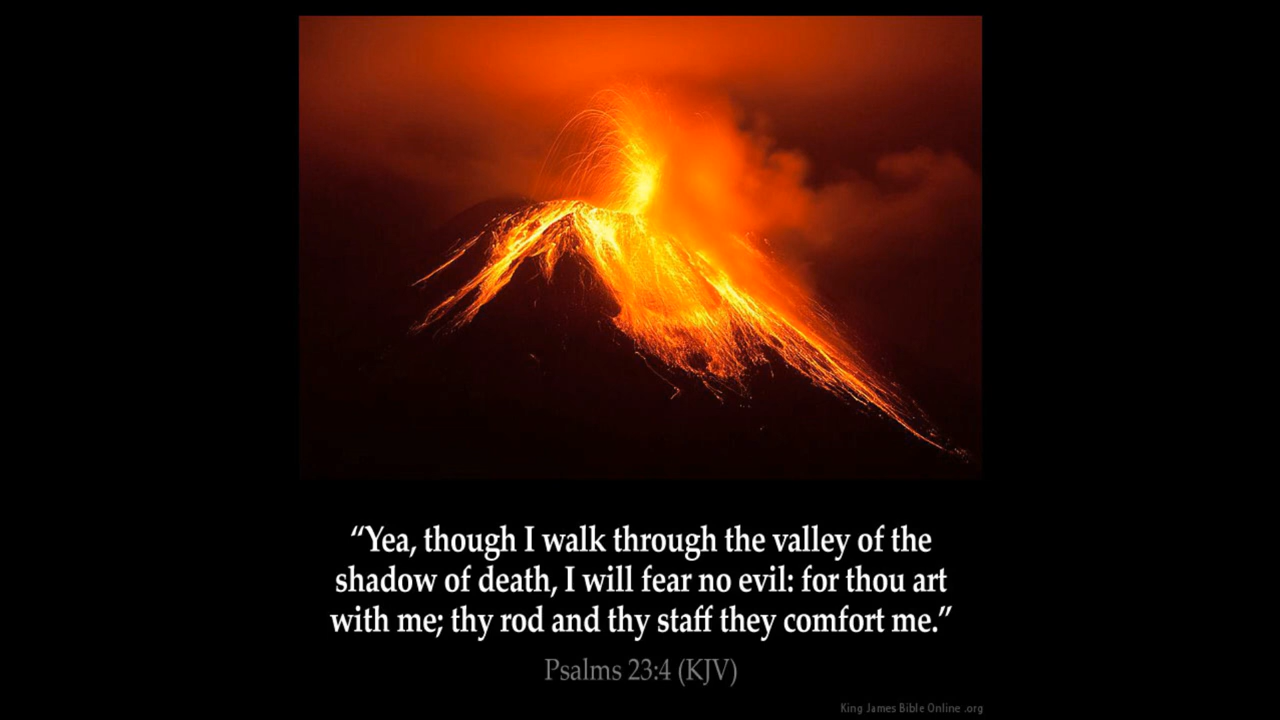 “Yea, though I walk through the valley of the
shadow of death, I will fear no evil: for thou art
with me; thy rod and thy staff they comfort me.”
Psalms 23:4 (KJV)
King James Bible Online .org